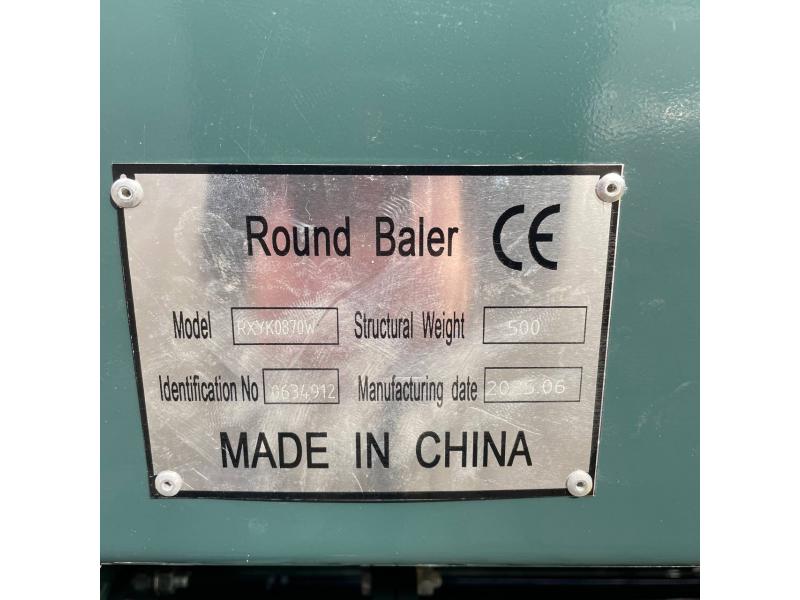 Round Baler CE
Model RXYK0870W Structural Weight 500
Identification No 0634912 Manufacturing date 2025.06
MADE IN CHINA